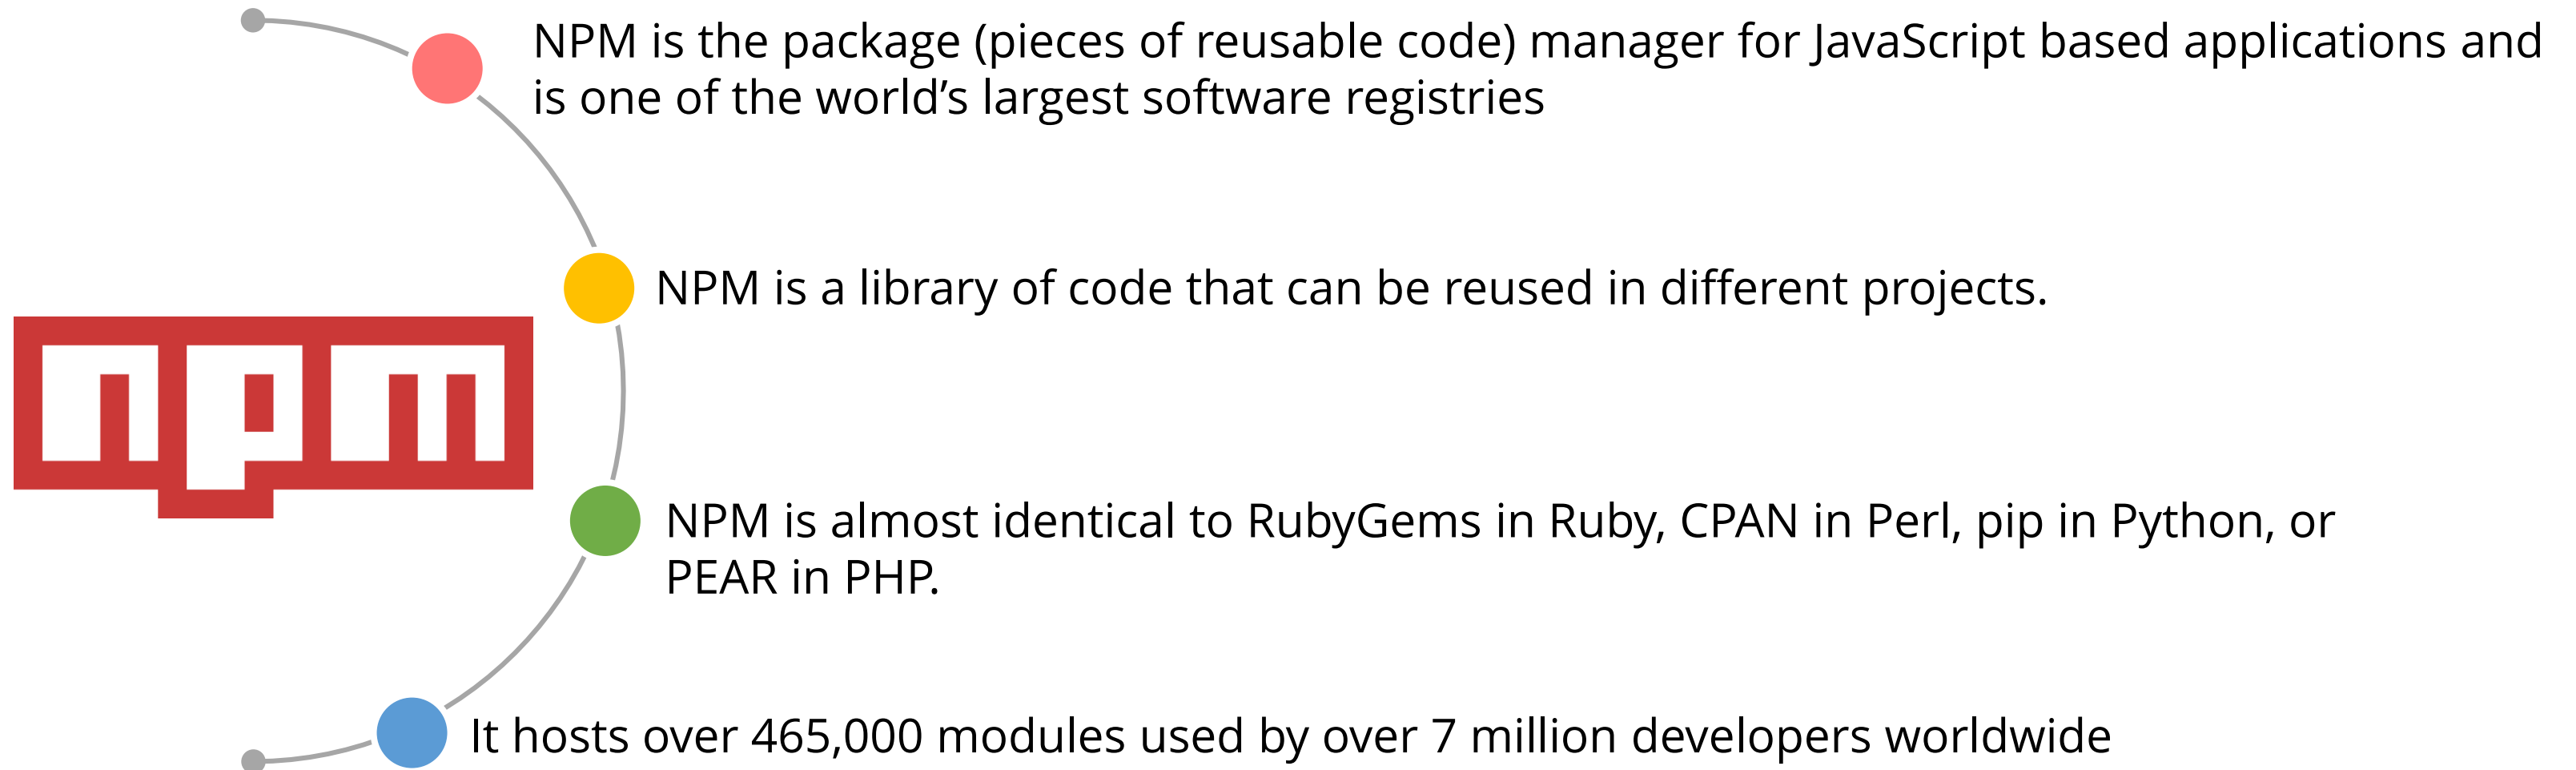 NPM is the package (pieces of reusable code) manager for JavaScript based applications and
is one of the world’s largest software registries
NPM is a library of code that can be reused in different projects.
npm
NPM is almost identical to RubyGems in Ruby, CPAN in Perl, pip in Python, or
PEAR in PHP.
It hosts over 465,000 modules used by over 7 million developers worldwide